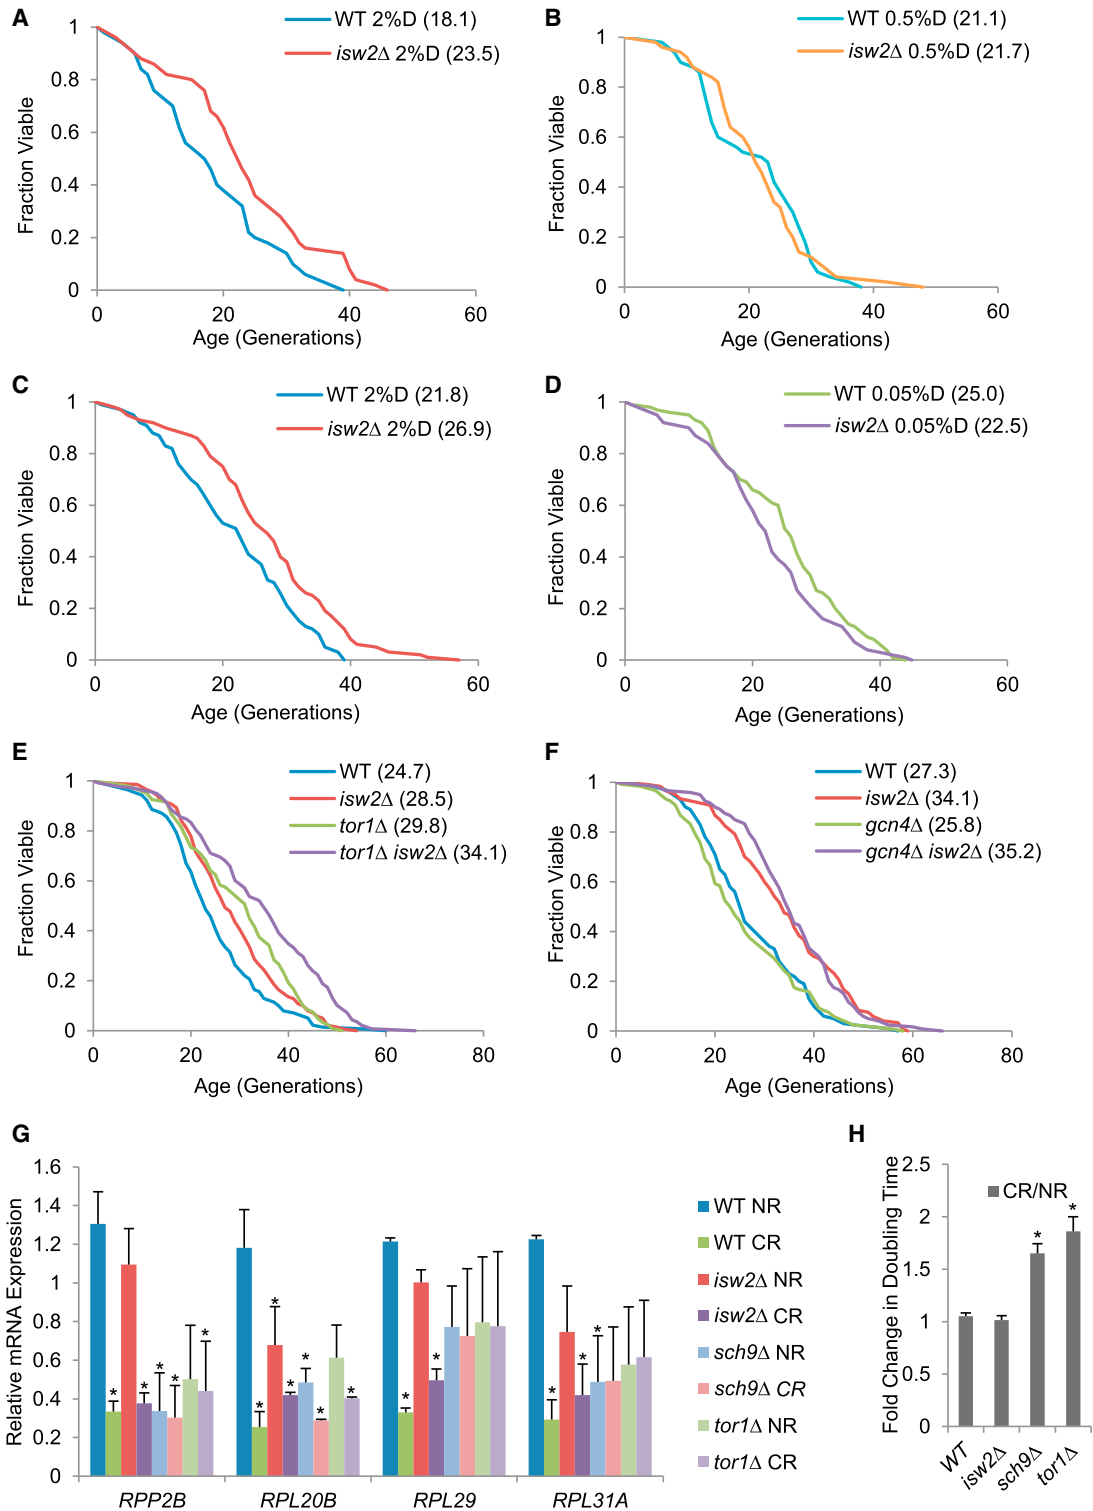 A
WT 2%D (18.1)
isw2Δ 2%D (23.5)
Fraction Viable
1
0.8
0.6
0.4
0.2
0
0 20 40 60
Age (Generations)
B
WT 0.5%D (21.1)
isw2Δ 0.5%D (21.7)
Fraction Viable
1
0.8
0.6
0.4
0.2
0
0 20 40 60
Age (Generations)
C
WT 2%D (21.8)
isw2Δ 2%D (26.9)
Fraction Viable
1
0.8
0.6
0.4
0.2
0
0 20 40 60
Age (Generations)
D
WT 0.05%D (25.0)
isw2Δ 0.05%D (22.5)
Fraction Viable
1
0.8
0.6
0.4
0.2
0
0 20 40 60
Age (Generations)
E
WT (24.7)
isw2Δ (28.5)
tor1Δ (29.8)
tor1Δ isw2Δ (34.1)
Fraction Viable
1
0.8
0.6
0.4
0.2
0
0 20 40 60 80
Age (Generations)
F
WT (27.3)
isw2Δ (34.1)
gcn4Δ (25.8)
gcn4Δ isw2Δ (35.2)
Fraction Viable
1
0.8
0.6
0.4
0.2
0
0 20 40 60 80
Age (Generations)
G
Relative mRNA Expression
1.6
1.4
1.2
1
0.8
0.6
0.4
0.2
0
* * * * *
* * * * *
* *
* * *
RPP2B RPL20B RPL29 RPL31A
WT NR
WT CR
isw2Δ NR
isw2Δ CR
sch9Δ NR
sch9Δ CR
tor1Δ NR
tor1Δ CR
H
Fold Change in Doubling Time
2.5
2
1.5
1
0.5
0
CR/NR
* *
WT isw2Δ sch9Δ tor1Δ